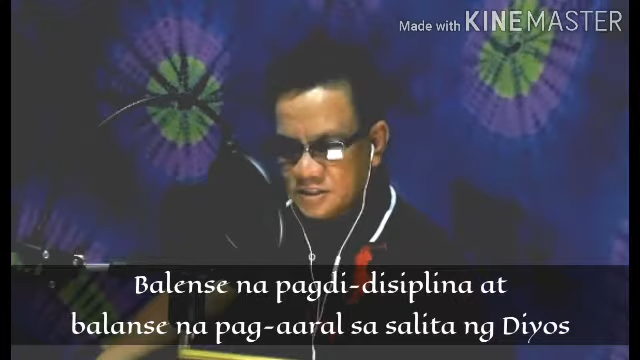 Made with KINEMASTER
Balense na pagdi-disiplina at
balanse na pag-aaral sa salita ng Diyos